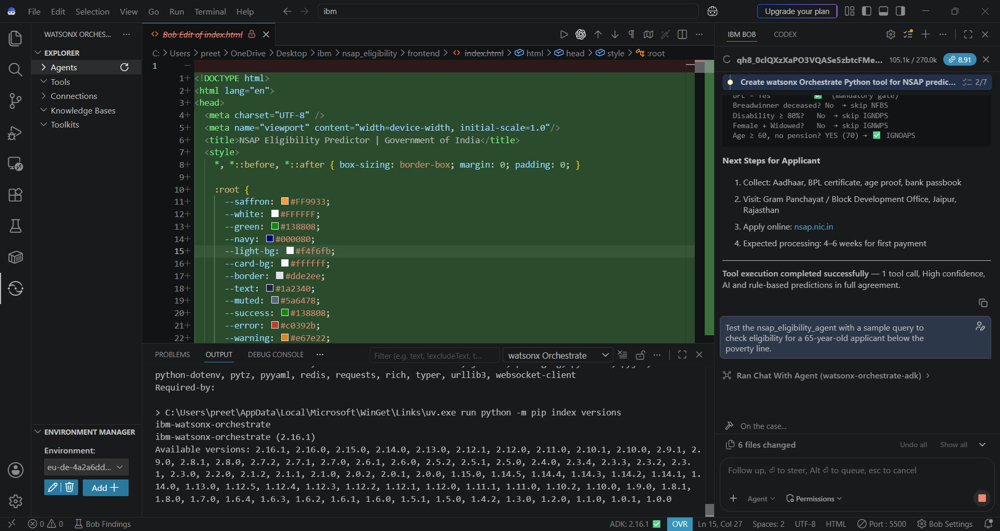 File Edit Selection View Go Run Terminal Help
ibm
Upgrade your plan
WATSONX ORCHES... ...
EXPLORER
Agents
Tools
Connections
Knowledge Bases
Toolkits
ENVIRONMENT MANAGER
Environment:
eu-de-4a2a6dd...
Add +
<> Bob Edit of index.html
C: > Users > preet > OneDrive > Desktop > ibm > nsap_eligibility > frontend > <> index.html > html > head > style > :root
1 −
1+ <!DOCTYPE html>
2+ <html lang="en">
3+ <head>
4+ <meta charset="UTF-8" />
5+ <meta name="viewport" content="width=device-width, initial-scale=1.0"/>
6+ <title>NSAP Eligibility Predictor | Government of India</title>
7+ <style>
8+ *, *::before, *::after { box-sizing: border-box; margin: 0; padding: 0; }
9+
10+ :root {
11+ --saffron: #FF9933;
12+ --white: #FFFFFF;
13+ --green: #138808;
14+ --navy: #000080;
15+ --light-bg: #f4f6fb;
16+ --card-bg: #ffffff;
17+ --border: #dde2ee;
18+ --text: #1a2340;
19+ --muted: #5a6478;
20+ --success: #138808;
21+ --error: #c0392b;
22+ --warning: #e67e22;
PROBLEMS OUTPUT DEBUG CONSOLE ...
Filter (e.g. text, !excludeText, t...
watsonx Orchestrate
python-dotenv, pytz, pyyaml, redis, requests, rich, typer, urllib3, websocket-client
Required-by:
> C:\Users\preet\AppData\Local\Microsoft\WinGet\Links\uv.exe run python -m pip index versions
ibm-watsonx-orchestrate
ibm-watsonx-orchestrate (2.16.1)
Available versions: 2.16.1, 2.16.0, 2.15.0, 2.14.0, 2.13.0, 2.12.1, 2.12.0, 2.11.0, 2.10.1, 2.10.0, 2.9.1, 2.
9.0, 2.8.1, 2.8.0, 2.7.2, 2.7.1, 2.7.0, 2.6.1, 2.6.0, 2.5.2, 2.5.1, 2.5.0, 2.4.0, 2.3.4, 2.3.3, 2.3.2, 2.3.
1, 2.3.0, 2.2.0, 2.1.2, 2.1.1, 2.1.0, 2.0.2, 2.0.1, 2.0.0, 1.15.0, 1.14.5, 1.14.4, 1.14.3, 1.14.2, 1.14.1, 1.
14.0, 1.13.0, 1.12.5, 1.12.4, 1.12.3, 1.12.2, 1.12.1, 1.12.0, 1.11.1, 1.11.0, 1.10.2, 1.10.0, 1.9.0, 1.8.1,
1.8.0, 1.7.0, 1.6.4, 1.6.3, 1.6.2, 1.6.1, 1.6.0, 1.5.1, 1.5.0, 1.4.2, 1.3.0, 1.2.0, 1.1.0, 1.0.1, 1.0.0
IBM BOB CODEX
qh8_0clQXzXaPO3VQASe5zbtcFMe... 105.1k / 270.0k 8.91
Create watsonx Orchestrate Python tool for NSAP predic... 2/7
BPL = Yes ✅ (mandatory gate)
Breadwinner deceased? No → skip NFBS
Disability ≥ 80%? No → skip IGNDPS
Female + Widowed? No → skip IGNWPS
Age ≥ 60, no pension? YES (70) → ✅ IGNOAPS
Next Steps for Applicant
1. Collect: Aadhaar, BPL certificate, age proof, bank passbook
2. Visit: Gram Panchayat / Block Development Office, Jaipur,
Rajasthan
3. Apply online: nsap.nic.in
4. Expected processing: 4–6 weeks for first payment
Tool execution completed successfully — 1 tool call, High confidence,
AI and rule-based predictions in full agreement.
Test the nsap_eligibility_agent with a sample query to
check eligibility for a 65-year-old applicant below the
poverty line.
Ran Chat With Agent (watsonx-orchestrate-adk) >
On the case...
6 files changed Undo all Show all
Follow up, ⏎ to steer, Alt ⏎ to queue, esc to cancel
+ Agent Permissions
0 0 Bob Findings
ADK: 2.16.1 ✅ OVR Ln 15, Col 27 Spaces: 2 UTF-8 HTML Port : 5500 Bob Settings